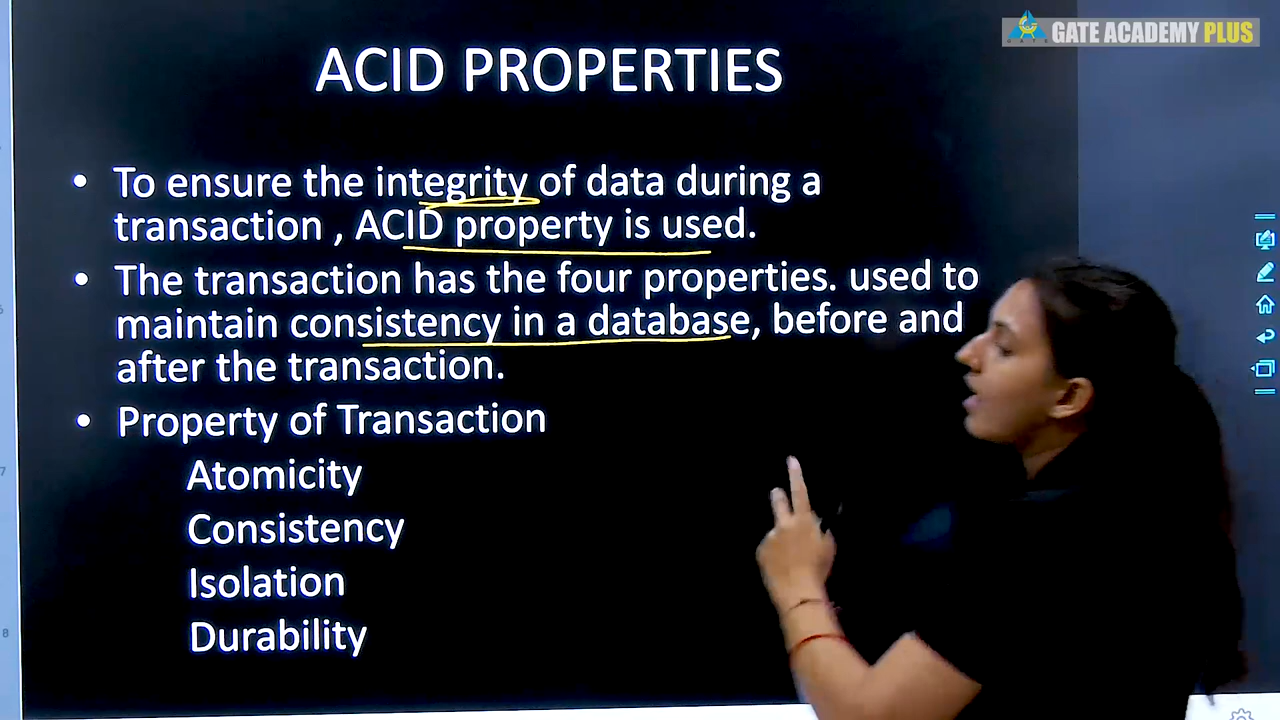 GATE ACADEMY PLUS
ACID PROPERTIES
• To ensure the integrity of data during a
transaction , ACID property is used.
• The transaction has the four properties. used to
maintain consistency in a database, before and
after the transaction.
• Property of Transaction
Atomicity
Consistency
Isolation
Durability